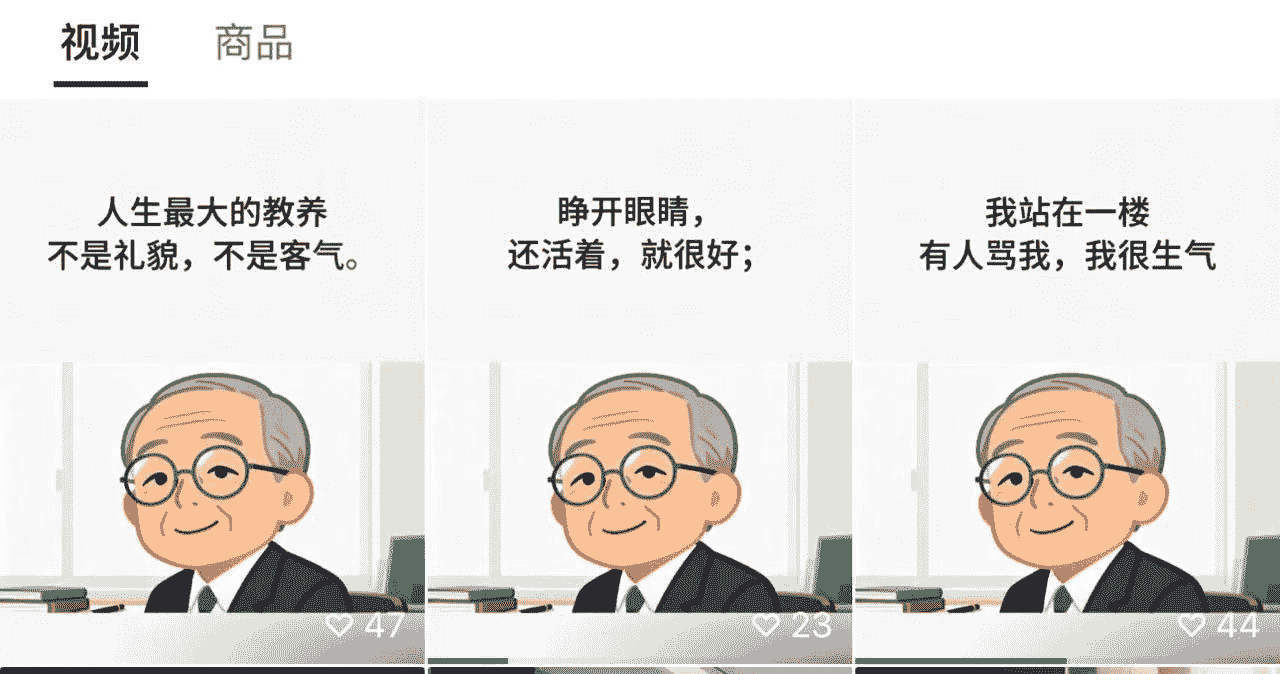 视频 商品
人生最大的教养
不是礼貌，不是客气。
睁开眼睛，
还活着，就很好；
我站在一楼
有人骂我，我很生气
47
23
44